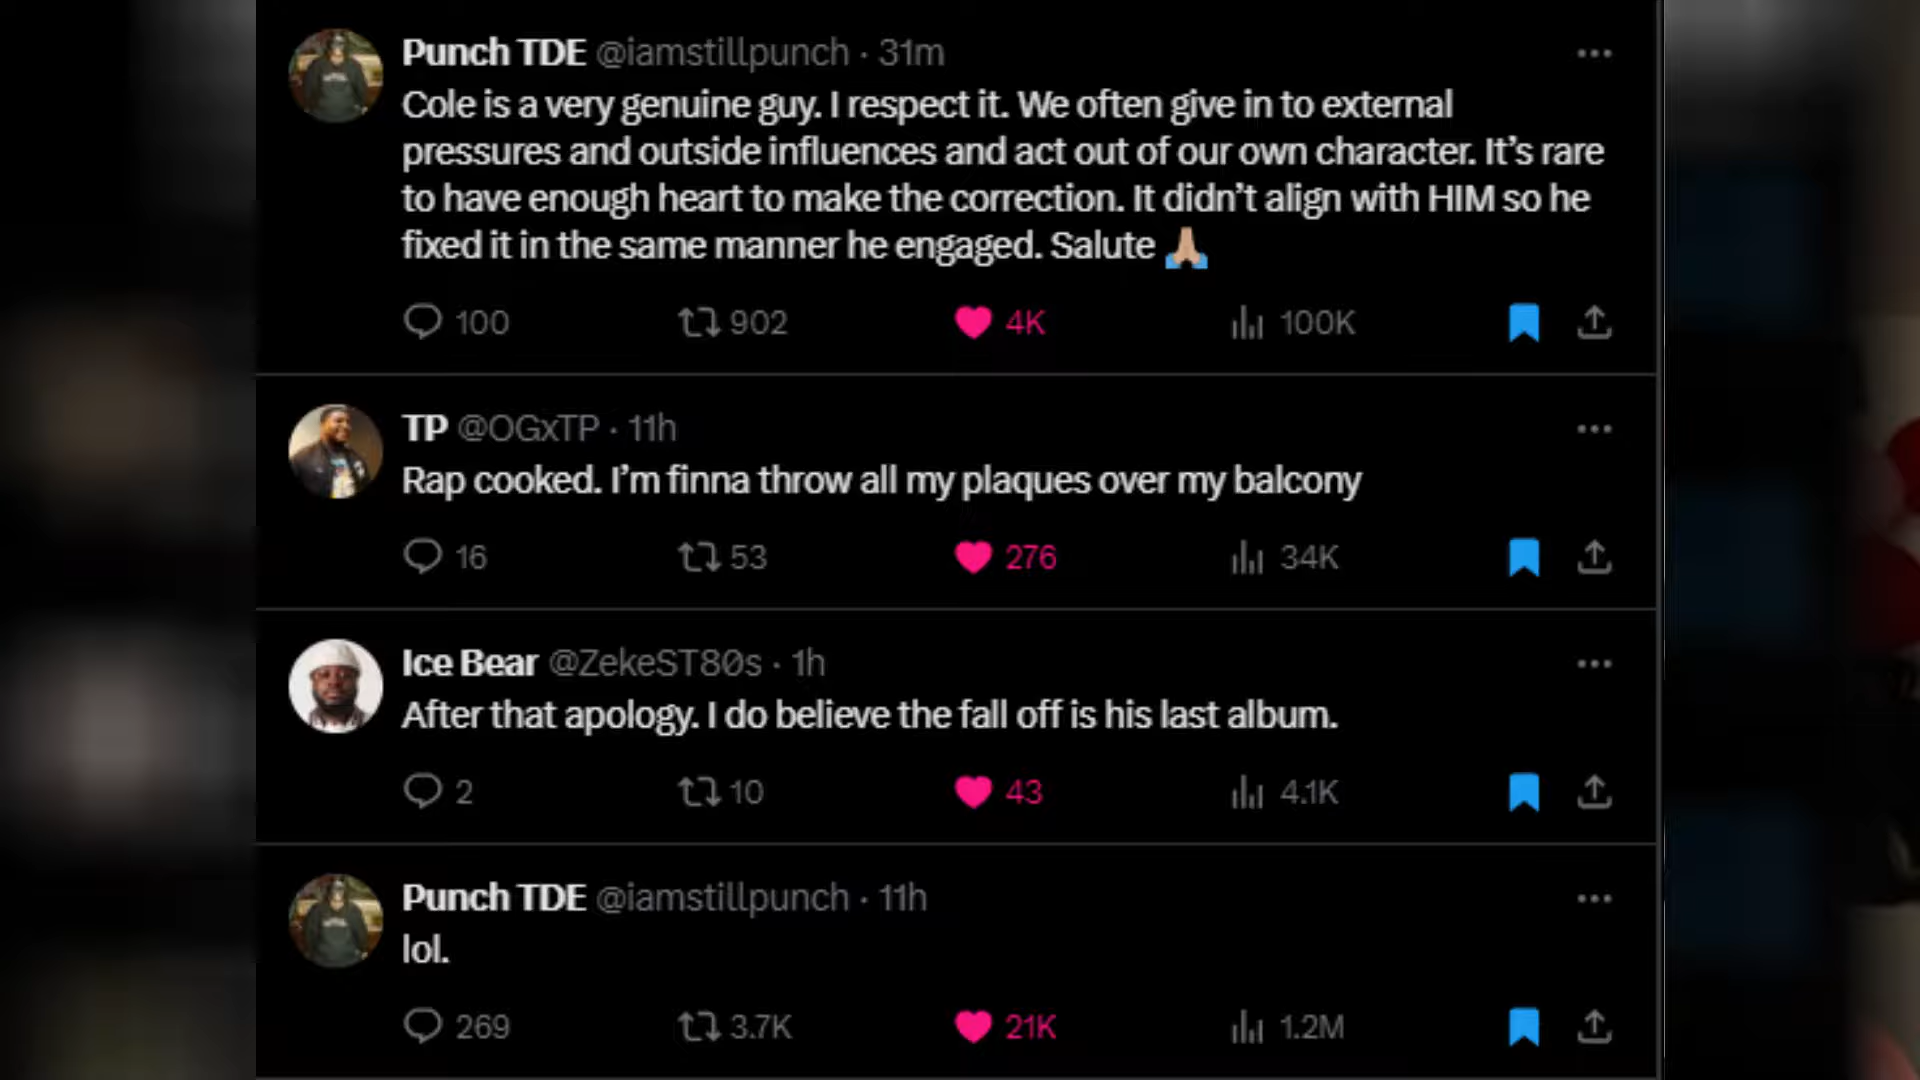 Punch TDE @iamstillpunch · 31m
Cole is a very genuine guy. I respect it. We often give in to external
pressures and outside influences and act out of our own character. It’s rare
to have enough heart to make the correction. It didn’t align with HIM so he
fixed it in the same manner he engaged. Salute 🙏🏼
100 902 4K 100K
TP @OGxTP · 11h
Rap cooked. I’m finna throw all my plaques over my balcony
16 53 276 34K
Ice Bear @ZekeST80s · 1h
After that apology. I do believe the fall off is his last album.
2 10 43 4.1K
Punch TDE @iamstillpunch · 11h
lol.
269 3.7K 21K 1.2M